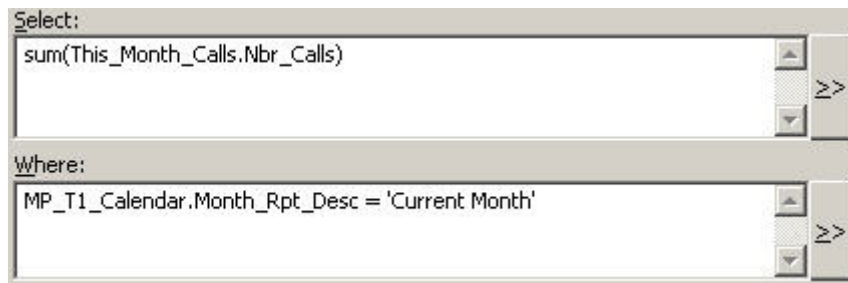 Select:
sum(This_Month_Calls.Nbr_Calls)
>>
Where:
MP_T1_Calendar.Month_Rpt_Desc = 'Current Month'
>>